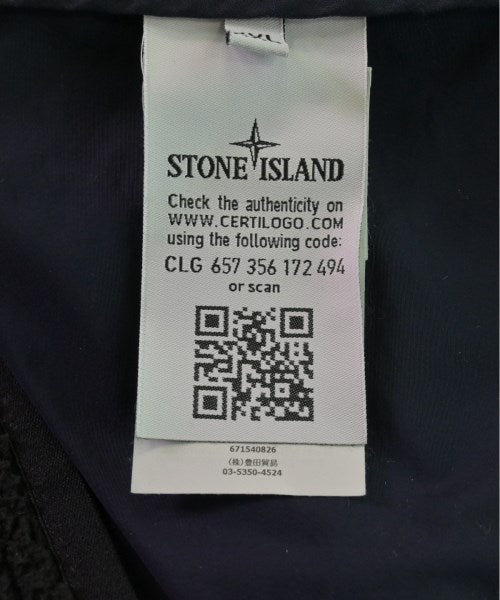 STONE ISLAND
Check the authenticity on
WWW.CERTILOGO.COM
using the following code:
CLG 657 356 172 494
or scan
671540826
(株)豊田貿易
03-5350-4524